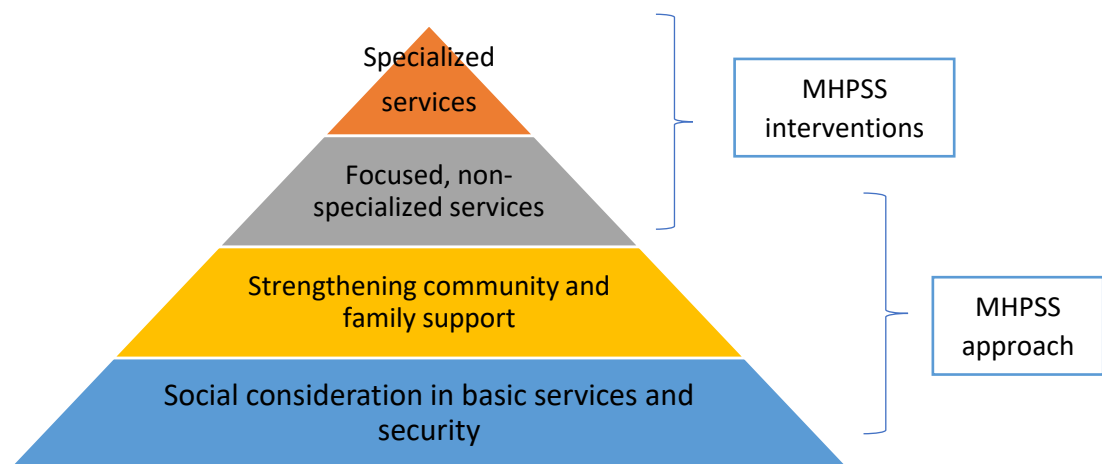 Specialized
services
MHPSS
interventions
Focused, non-
specialized services
Strengthening community and
family support
MHPSS
approach
Social consideration in basic services and
security